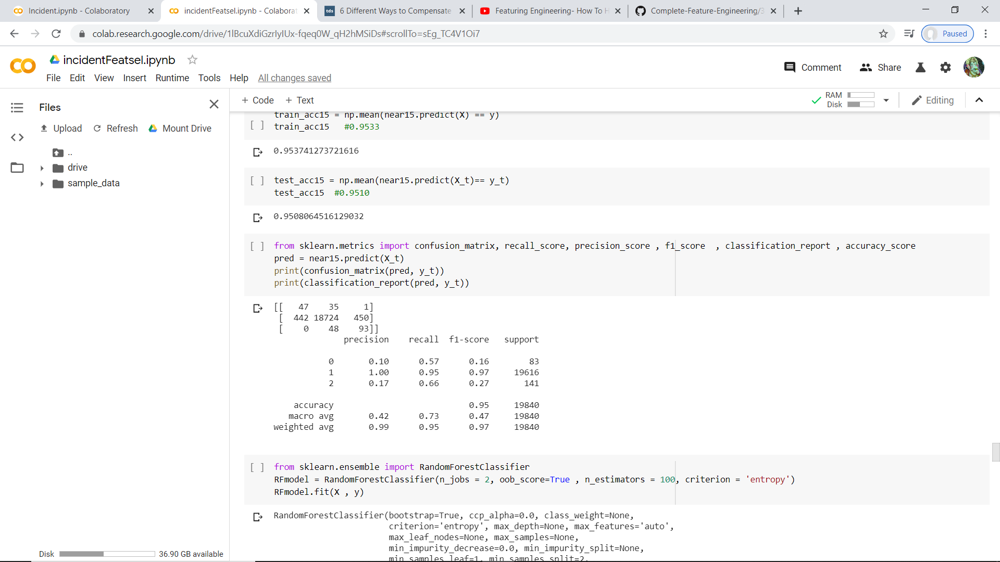 Incident.ipynb - Colaboratory
incidentFeatsel.ipynb - Colaborat
tds 6 Different Ways to Compensate
Featuring Engineering- How To H
Complete-Feature-Engineering/3
colab.research.google.com/drive/1lBcuXdiGzrIyIUx-fqeq0W_qH2hMSiDs#scrollTo=sEg_TC4V1Oi7
Paused
incidentFeatsel.ipynb
Comment Share
File Edit View Insert Runtime Tools Help All changes saved
Files
Upload Refresh Mount Drive
..
drive
sample_data
Disk 36.90 GB available
+ Code + Text
RAM
Disk
Editing
train_acc15 = np.mean(near15.predict(X) == y)
[ ] train_acc15 #0.9533
0.953741273721616
[ ] test_acc15 = np.mean(near15.predict(X_t)== y_t)
test_acc15 #0.9510
0.9508064516129032
[ ] from sklearn.metrics import confusion_matrix, recall_score, precision_score , f1_score , classification_report , accuracy_score
pred = near15.predict(X_t)
print(confusion_matrix(pred, y_t))
print(classification_report(pred, y_t))
[[ 47 35 1]
[ 442 18724 450]
[ 0 48 93]]
precision recall f1-score support
0 0.10 0.57 0.16 83
1 1.00 0.95 0.97 19616
2 0.17 0.66 0.27 141
accuracy 0.95 19840
macro avg 0.42 0.73 0.47 19840
weighted avg 0.99 0.95 0.97 19840
[ ] from sklearn.ensemble import RandomForestClassifier
RFmodel = RandomForestClassifier(n_jobs = 2, oob_score=True , n_estimators = 100, criterion = 'entropy')
RFmodel.fit(X , y)
RandomForestClassifier(bootstrap=True, ccp_alpha=0.0, class_weight=None,
criterion='entropy', max_depth=None, max_features='auto',
max_leaf_nodes=None, max_samples=None,
min_impurity_decrease=0.0, min_impurity_split=None,
min_samples_leaf=1, min_samples_split=2,